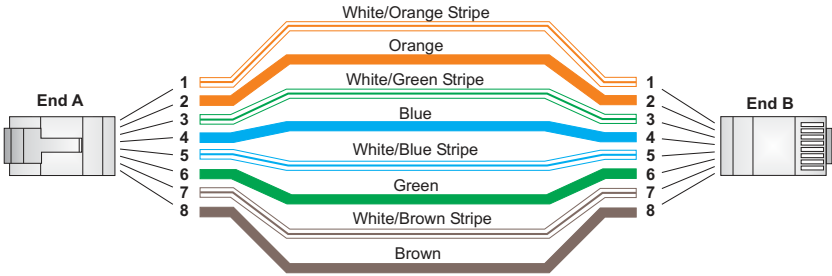 White/Orange Stripe
Orange
White/Green Stripe
Blue
White/Blue Stripe
Green
White/Brown Stripe
Brown
End A
1
2
3
4
5
6
7
8
End B
1
2
3
4
5
6
7
8